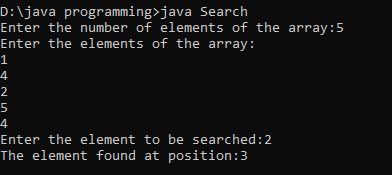 D:\java programming>java Search
Enter the number of elements of the array:5
Enter the elements of the array:
1
4
2
5
4
Enter the element to be searched:2
The element found at position:3